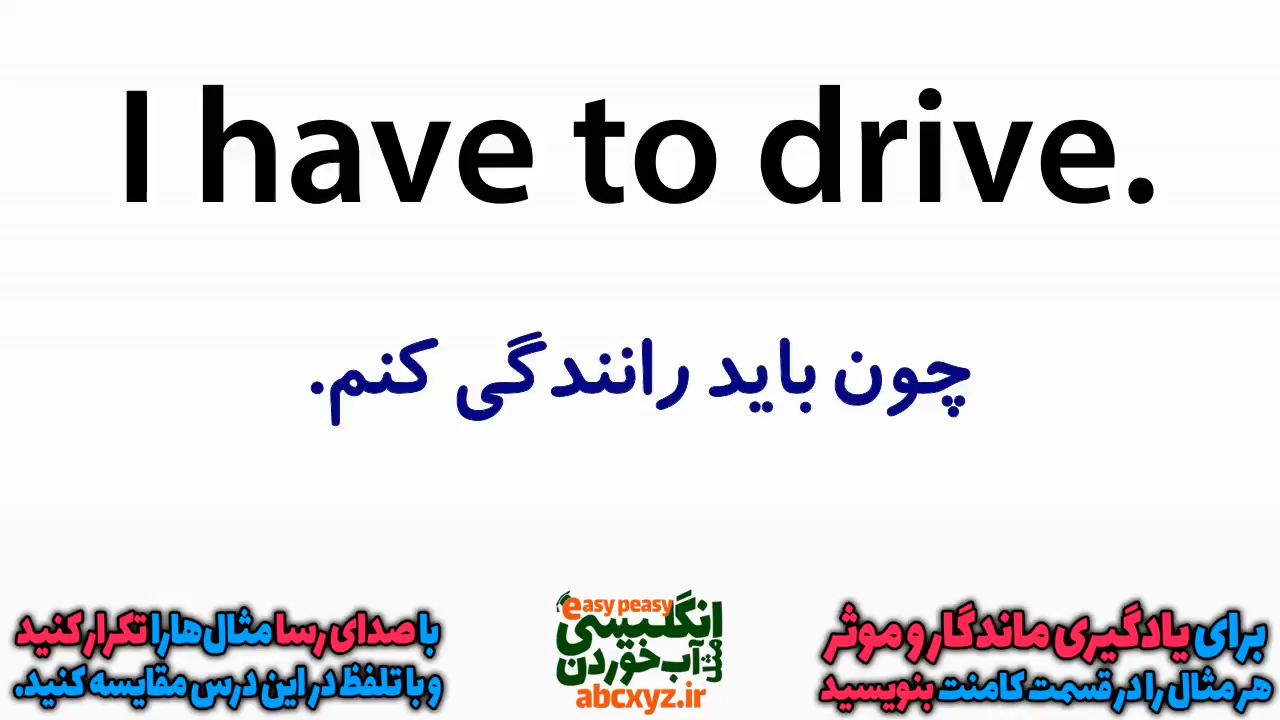 I have to drive.
چون باید رانندگی کنم.
برای یادگیری ماندگار و موثر
هر مثال را در قسمت کامنت بنویسید
easy peasy
انگلیسی
مثل آب خوردن
abcxyz.ir
با صدای رسا مثال‌ها را تکرار کنید
و با تلفظ در این درس مقایسه کنید.